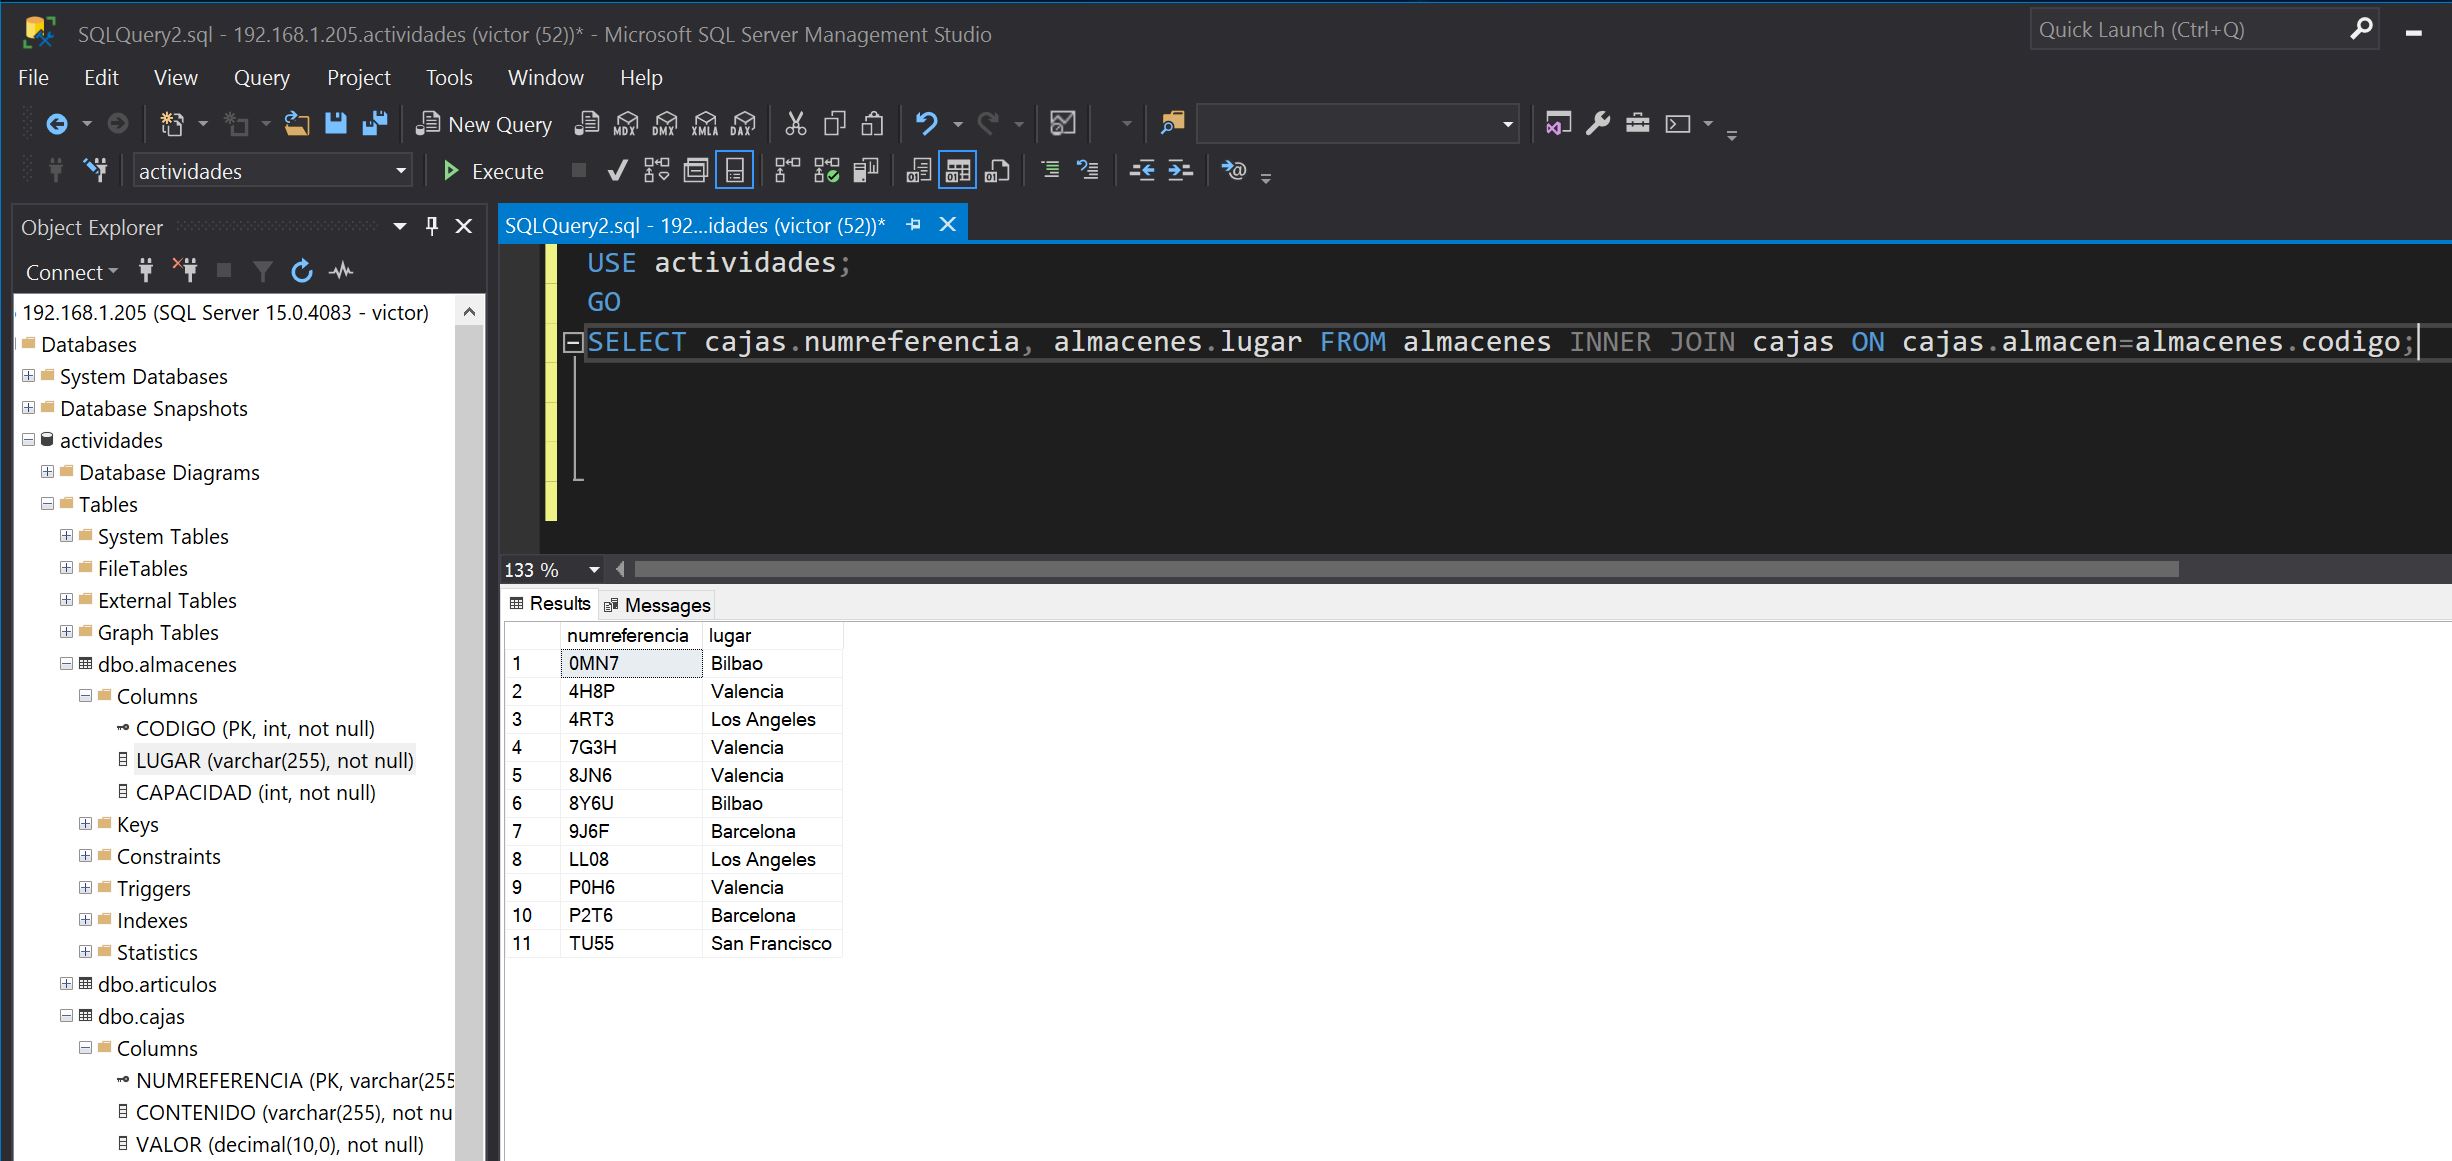 SQLQuery2.sql - 192.168.1.205.actividades (victor (52))* - Microsoft SQL Server Management Studio
Quick Launch (Ctrl+Q)
File Edit View Query Project Tools Window Help
New Query MDX DMX XMLA DAX
actividades Execute
Object Explorer
Connect
192.168.1.205 (SQL Server 15.0.4083 - victor)
Databases
System Databases
Database Snapshots
actividades
Database Diagrams
Tables
System Tables
FileTables
External Tables
Graph Tables
dbo.almacenes
Columns
CODIGO (PK, int, not null)
LUGAR (varchar(255), not null)
CAPACIDAD (int, not null)
Keys
Constraints
Triggers
Indexes
Statistics
dbo.articulos
dbo.cajas
Columns
NUMREFERENCIA (PK, varchar(255
CONTENIDO (varchar(255), not nu
VALOR (decimal(10,0), not null)
SQLQuery2.sql - 192...idades (victor (52))*
USE actividades;
GO
SELECT cajas.numreferencia, almacenes.lugar FROM almacenes INNER JOIN cajas ON cajas.almacen=almacenes.codigo;
133 %
Results Messages
numreferencia lugar
1 0MN7 Bilbao
2 4H8P Valencia
3 4RT3 Los Angeles
4 7G3H Valencia
5 8JN6 Valencia
6 8Y6U Bilbao
7 9J6F Barcelona
8 LL08 Los Angeles
9 P0H6 Valencia
10 P2T6 Barcelona
11 TU55 San Francisco